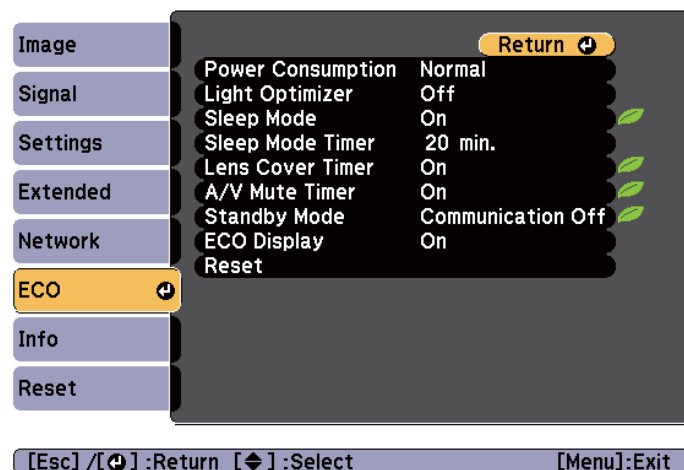 Image
Signal
Settings
Extended
Network
ECO
Info
Reset
Return
Power Consumption Normal
Light Optimizer Off
Sleep Mode On
Sleep Mode Timer 20 min.
Lens Cover Timer On
A/V Mute Timer On
Standby Mode Communication Off
ECO Display On
Reset
[Esc] /[⏎] :Return [◆] :Select [Menu]:Exit